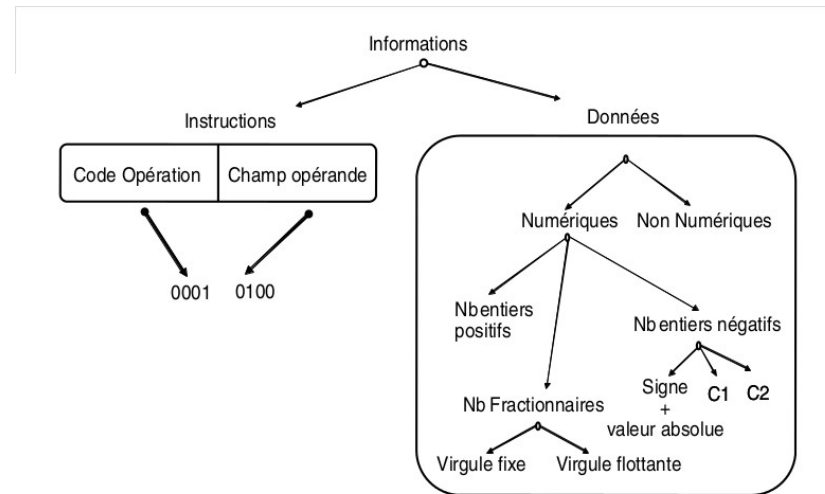 Informations
Instructions
Données
Code Opération
Champ opérande
0001
0100
Numériques
Non Numériques
Nb entiers
positifs
Nb entiers négatifs
Signe
+
valeur absolue
C1
C2
Nb Fractionnaires
Virgule fixe
Virgule flottante